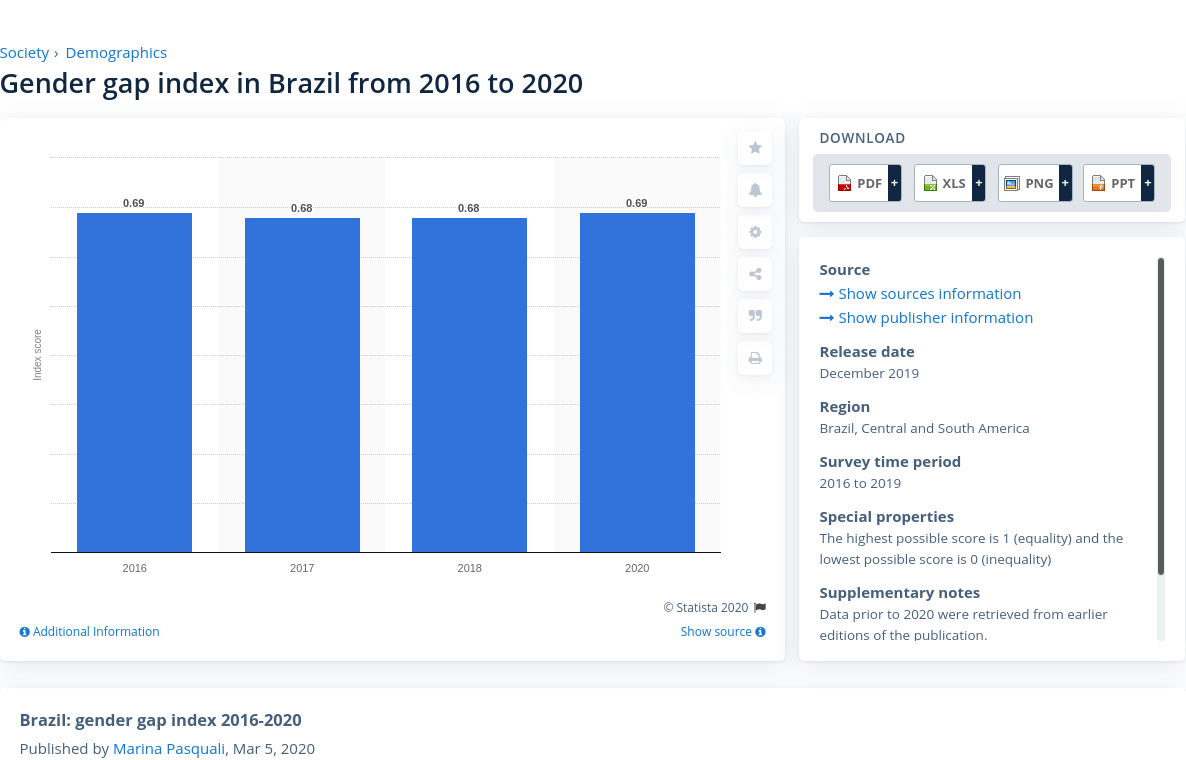 Society › Demographics
Gender gap index in Brazil from 2016 to 2020
0.69
0.68
0.68
0.69
Index score
2016
2017
2018
2020
© Statista 2020
Additional Information
Show source
DOWNLOAD
PDF +
XLS +
PNG +
PPT +
Source
Show sources information
Show publisher information
Release date
December 2019
Region
Brazil, Central and South America
Survey time period
2016 to 2019
Special properties
The highest possible score is 1 (equality) and the
lowest possible score is 0 (inequality)
Supplementary notes
Data prior to 2020 were retrieved from earlier
editions of the publication.
Brazil: gender gap index 2016-2020
Published by Marina Pasquali, Mar 5, 2020